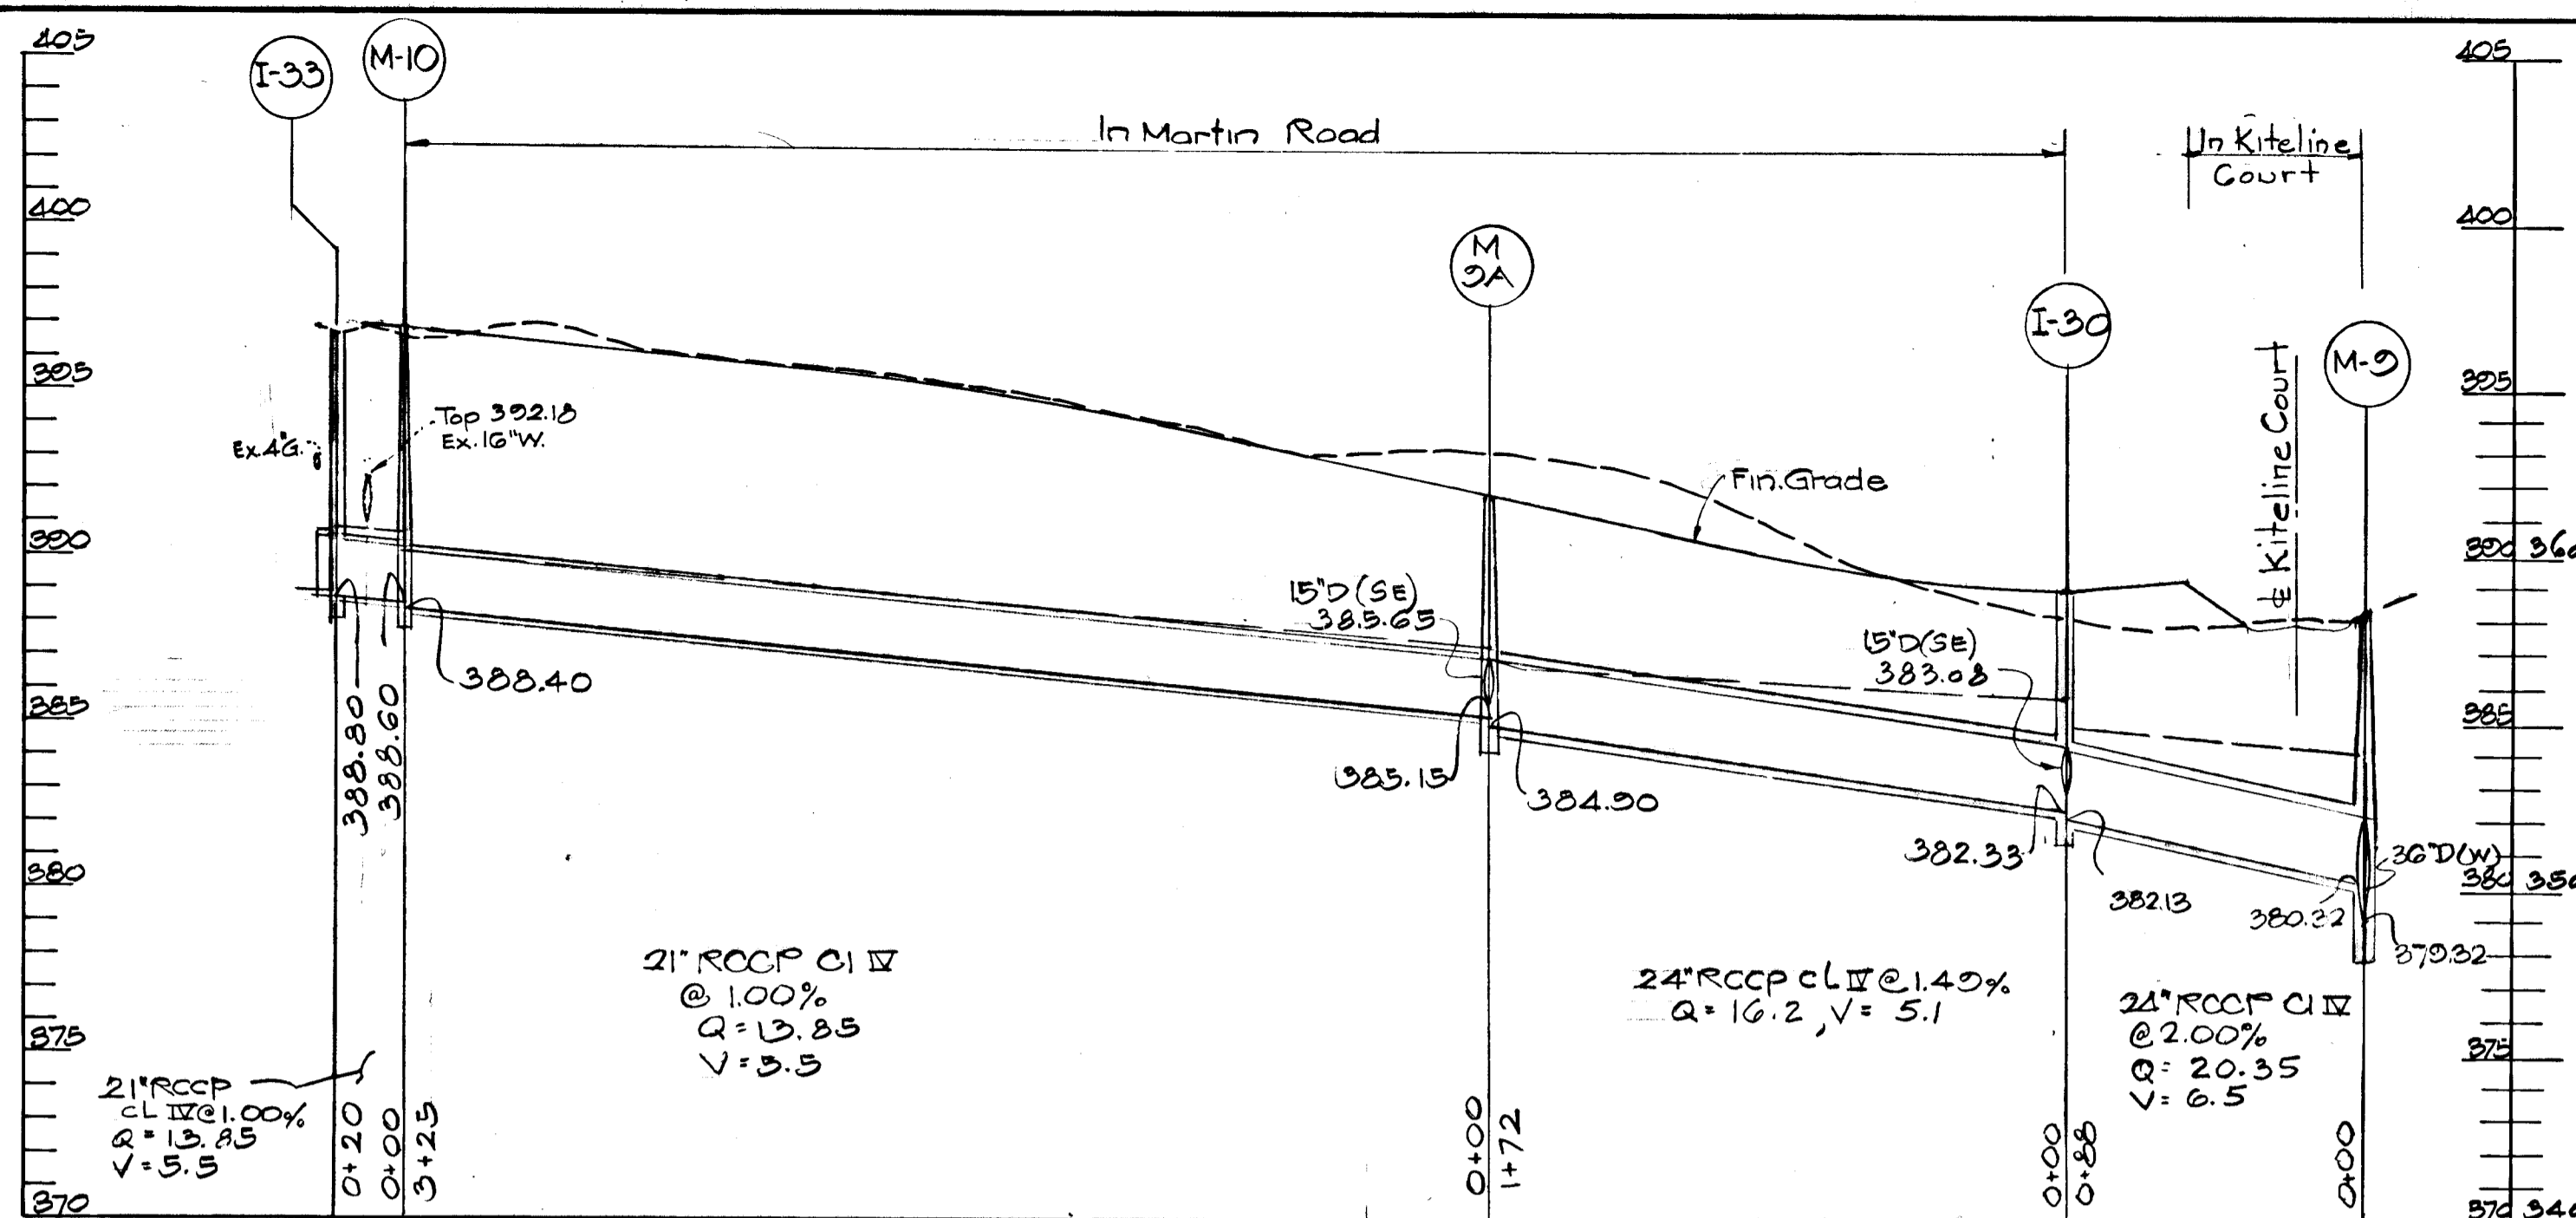 405
I-33
M-10
In Martin Road
In Kiteline
Court
405
400
400
M
9A
I-30
M-9
℄ Kiteline Court
395
395
Top 392.18
Ex. 16"W.
Ex. 4"G.
Fin. Grade
390
390
15"D (SE)
385.65
15"D (SE)
383.08
388.80
388.60
388.40
385
385
385.15
384.90
382.33
382.13
36"D(W)
380
380
380.32
379.32
21" RCCP Cl IV
@ 1.00%
Q = 13.85
V = 5.5
24" RCCP CL IV @ 1.49%
Q = 16.2, V = 5.1
24" RCCP Cl IV
@ 2.00%
Q = 20.35
V = 6.5
375
375
21" RCCP
CL IV @ 1.00%
Q = 13.85
V = 5.5
0+20
0+00
3+25
0+00
1+72
0+00
0+88
0+00
370
370